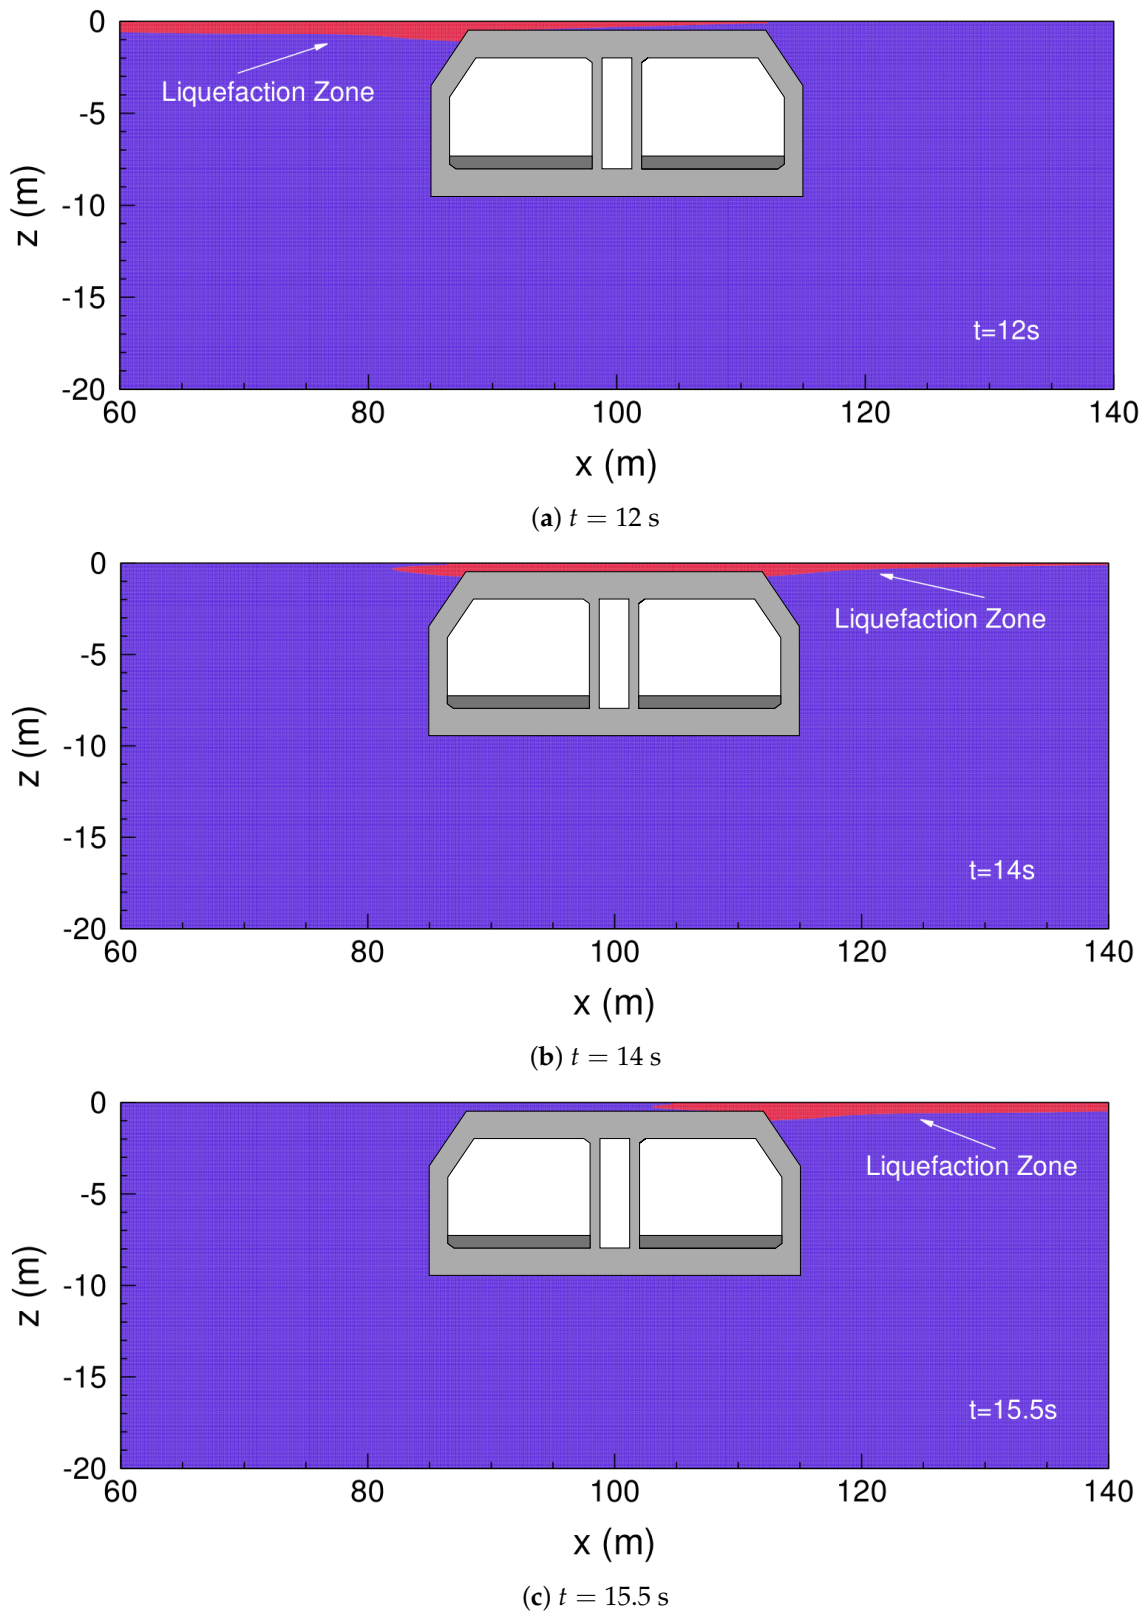 0
-5
-10
-15
-20
z (m)
Liquefaction Zone
t=12s
60 80 100 120 140
x (m)
(a) t = 12 s
0
-5
-10
-15
-20
z (m)
Liquefaction Zone
t=14s
60 80 100 120 140
x (m)
(b) t = 14 s
0
-5
-10
-15
-20
z (m)
Liquefaction Zone
t=15.5s
60 80 100 120 140
x (m)
(c) t = 15.5 s